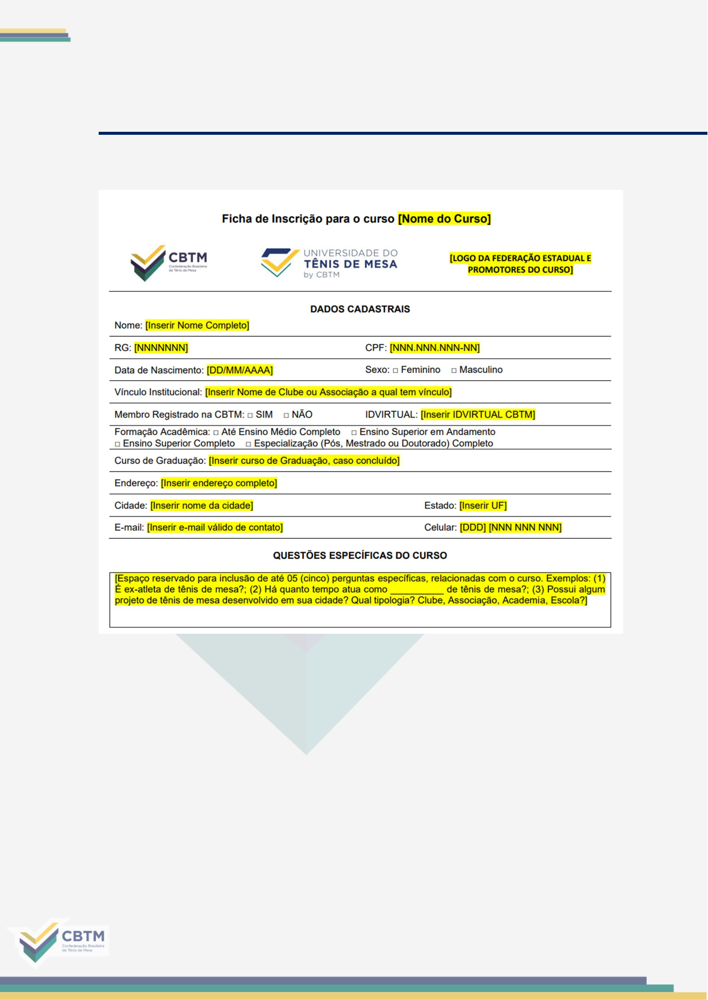 Ficha de Inscrição para o curso [Nome do Curso]
CBTM
Confederação Brasileira
de Tênis de Mesa
UNIVERSIDADE DO
TÊNIS DE MESA
by CBTM
[LOGO DA FEDERAÇÃO ESTADUAL E
PROMOTORES DO CURSO]
DADOS CADASTRAIS
Nome: [Inserir Nome Completo]
RG: [NNNNNNN] CPF: [NNN.NNN.NNN-NN]
Data de Nascimento: [DD/MM/AAAA] Sexo: □ Feminino □ Masculino
Vínculo Institucional: [Inserir Nome de Clube ou Associação a qual tem vínculo]
Membro Registrado na CBTM: □ SIM □ NÃO IDVIRTUAL: [Inserir IDVIRTUAL CBTM]
Formação Acadêmica: □ Até Ensino Médio Completo □ Ensino Superior em Andamento
□ Ensino Superior Completo □ Especialização (Pós, Mestrado ou Doutorado) Completo
Curso de Graduação: [Inserir curso de Graduação, caso concluído]
Endereço: [Inserir endereço completo]
Cidade: [Inserir nome da cidade] Estado: [Inserir UF]
E-mail: [Inserir e-mail válido de contato] Celular: [DDD] [NNN NNN NNN]
QUESTÕES ESPECÍFICAS DO CURSO
[Espaço reservado para inclusão de até 05 (cinco) perguntas específicas, relacionadas com o curso. Exemplos: (1)
É ex-atleta de tênis de mesa?; (2) Há quanto tempo atua como __________ de tênis de mesa?; (3) Possui algum
projeto de tênis de mesa desenvolvido em sua cidade? Qual tipologia? Clube, Associação, Academia, Escola?]
CBTM
Confederação Brasileira
de Tênis de Mesa